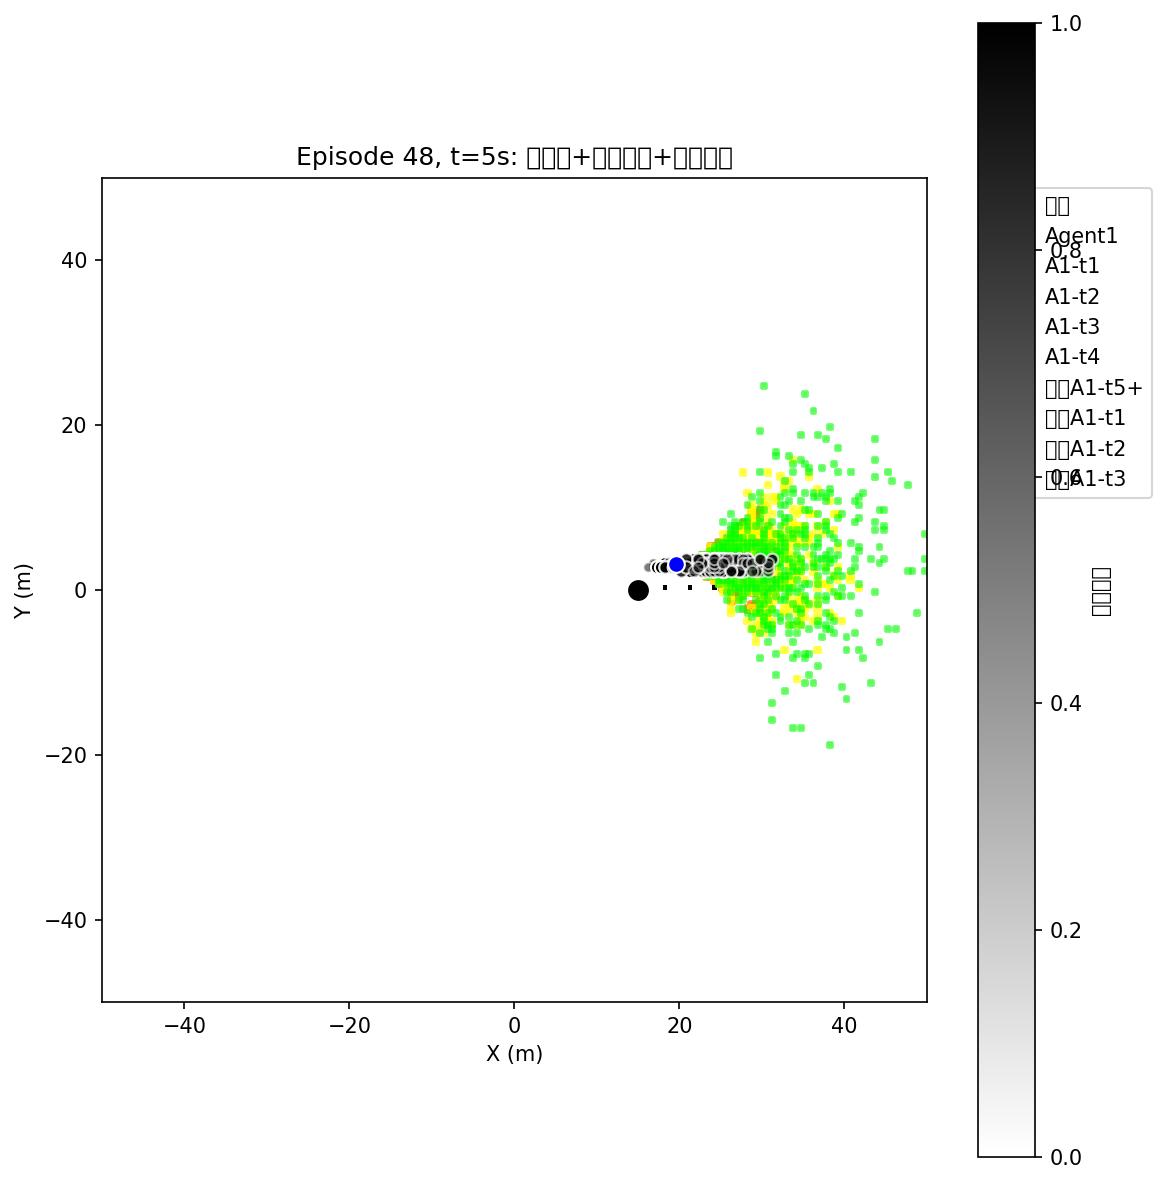 Episode 48, t=5s: □□□+□□□□+□□□□
40
20
0
−20
−40
Y (m)
−40
−20
0
20
40
X (m)
1.0
0.8
0.6
0.4
0.2
0.0
□□□□
□□
Agent1
A1-t1
A1-t2
A1-t3
A1-t4
□□A1-t5+
□□A1-t1
□□A1-t2
□□A1-t3